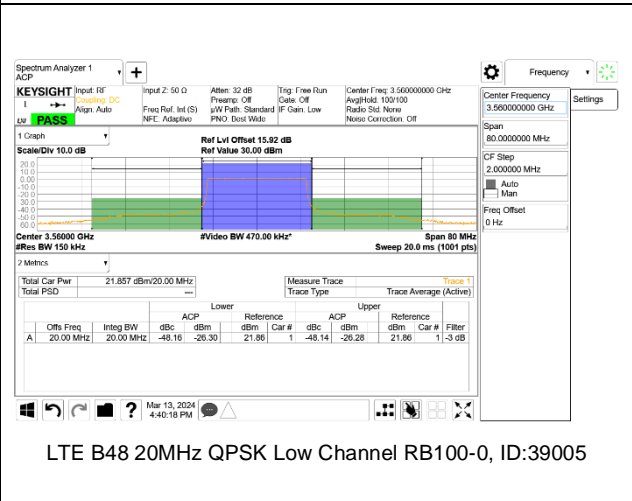 Spectrum Analyzer 1
ACP
Frequency
KEYSIGHT Input: RF Input Z: 50 Ω Atten: 32 dB Trig: Free Run Center Freq: 3.560000000 GHz
Coupling: DC Preamp: Off Gate: Off Avg|Hold: 100/100
Align: Auto Freq Ref: Int (S) µW Path: Standard IF Gain: Low Radio Std: None
PASS NFE: Adaptive PNO: Best Wide Noise Correction: Off
Center Frequency
3.560000000 GHz
Settings
Span
80.0000000 MHz
CF Step
2.000000 MHz
Auto
Man
Freq Offset
0 Hz
1 Graph
Ref Lvl Offset 15.92 dB
Scale/Div 10.0 dB Ref Value 30.00 dBm
20.0
10.0
0.00
-10.0
-20.0
-30.0
-40.0
-50.0
-60.0
Center 3.56000 GHz #Video BW 470.00 kHz* Span 80 MHz
#Res BW 150 kHz Sweep 20.0 ms (1001 pts)
2 Metrics
Total Car Pwr 21.857 dBm/20.00 MHz Measure Trace Trace 1
Total PSD --- Trace Type Trace Average (Active)
Lower Upper
ACP Reference ACP Reference
Offs Freq Integ BW dBc dBm dBm Car # dBc dBm dBm Car # Filter
A 20.00 MHz 20.00 MHz -48.16 -26.30 21.86 1 -48.14 -26.28 21.86 1 -3 dB
Mar 13, 2024
4:40:18 PM
LTE B48 20MHz QPSK Low Channel RB100-0, ID:39005